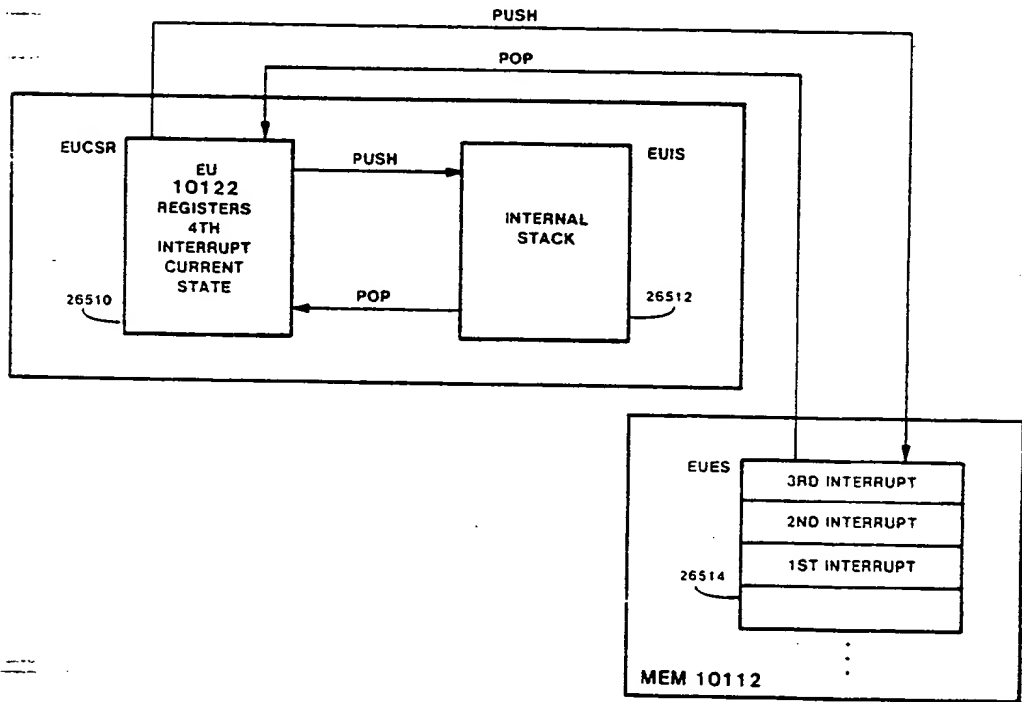 PUSH
POP
EUCSR
EU
10122
REGISTERS
4TH
INTERRUPT
CURRENT
STATE
26510
PUSH
POP
INTERNAL
STACK
EUIS
26512
EUES
3RD INTERRUPT
2ND INTERRUPT
1ST INTERRUPT
26514
MEM 10112